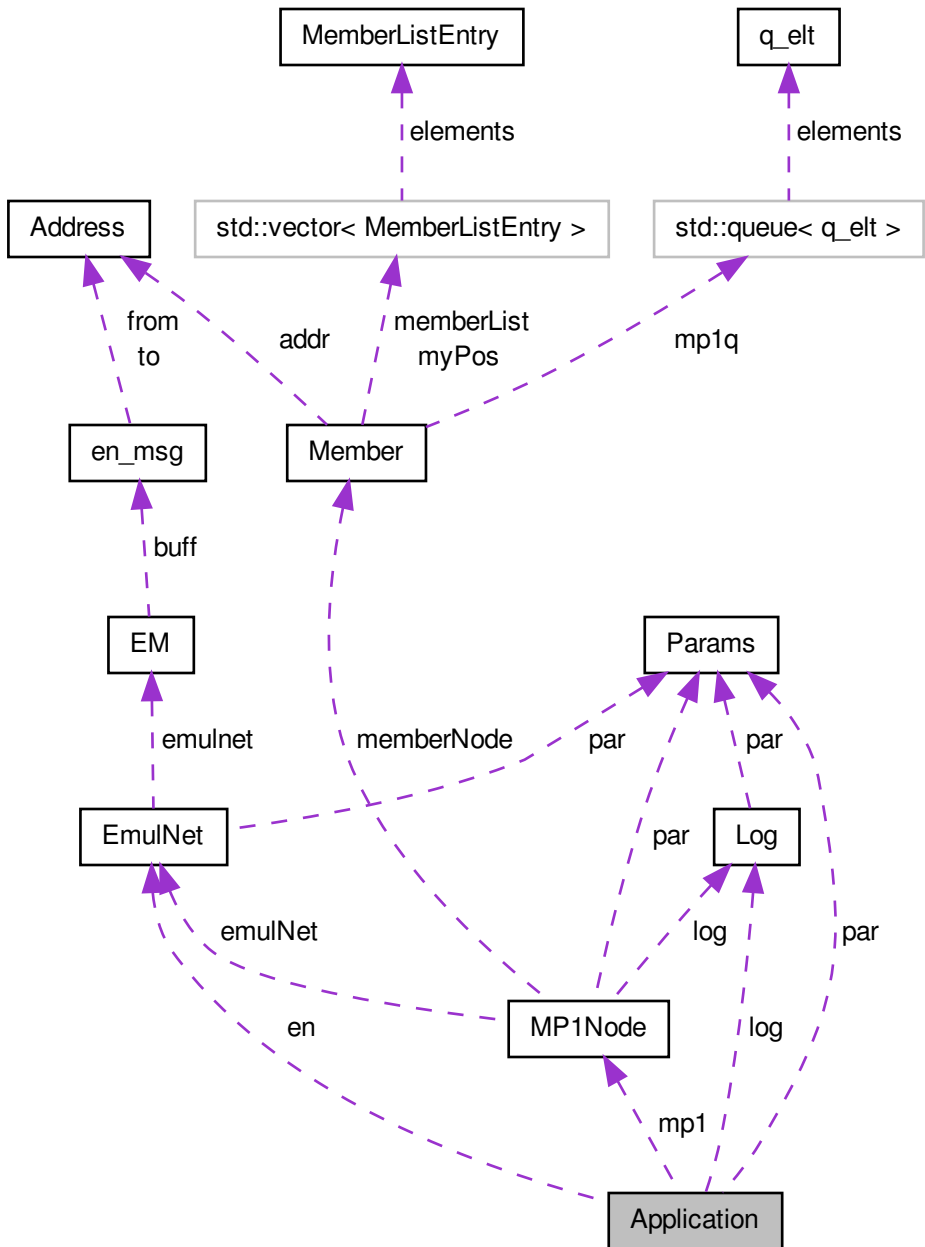 MemberListEntry
q_elt
elements
elements
Address
std::vector< MemberListEntry >
std::queue< q_elt >
from
to
addr
memberList
myPos
mp1q
en_msg
Member
buff
EM
Params
emulnet
memberNode
par
par
EmulNet
Log
par
emulNet
log
par
MP1Node
en
log
mp1
Application